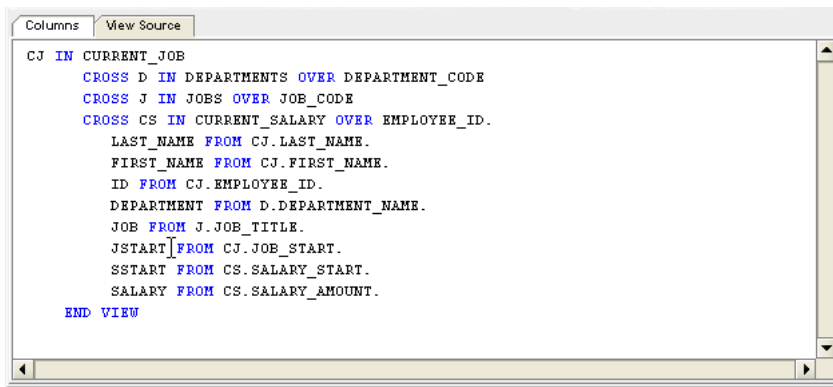 Columns View Source
CJ IN CURRENT_JOB
CROSS D IN DEPARTMENTS OVER DEPARTMENT_CODE
CROSS J IN JOBS OVER JOB_CODE
CROSS CS IN CURRENT_SALARY OVER EMPLOYEE_ID.
LAST_NAME FROM CJ.LAST_NAME.
FIRST_NAME FROM CJ.FIRST_NAME.
ID FROM CJ.EMPLOYEE_ID.
DEPARTMENT FROM D.DEPARTMENT_NAME.
JOB FROM J.JOB_TITLE.
JSTART FROM CJ.JOB_START.
SSTART FROM CS.SALARY_START.
SALARY FROM CS.SALARY_AMOUNT.
END VIEW